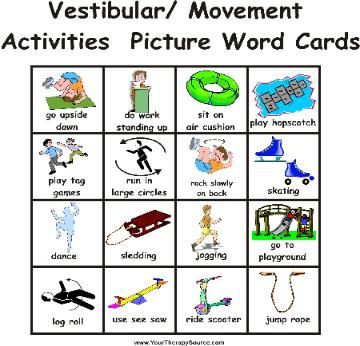 Vestibular/ Movement
Activities Picture Word Cards
go upside
down
do work
standing up
sit on
air cushion
play hopscotch
play tag
games
run in
large circles
rock slowly
on back
skating
dance
sledding
jogging
go to
playground
log roll
use see saw
ride scooter
jump rope
www.YourTherapySource.com